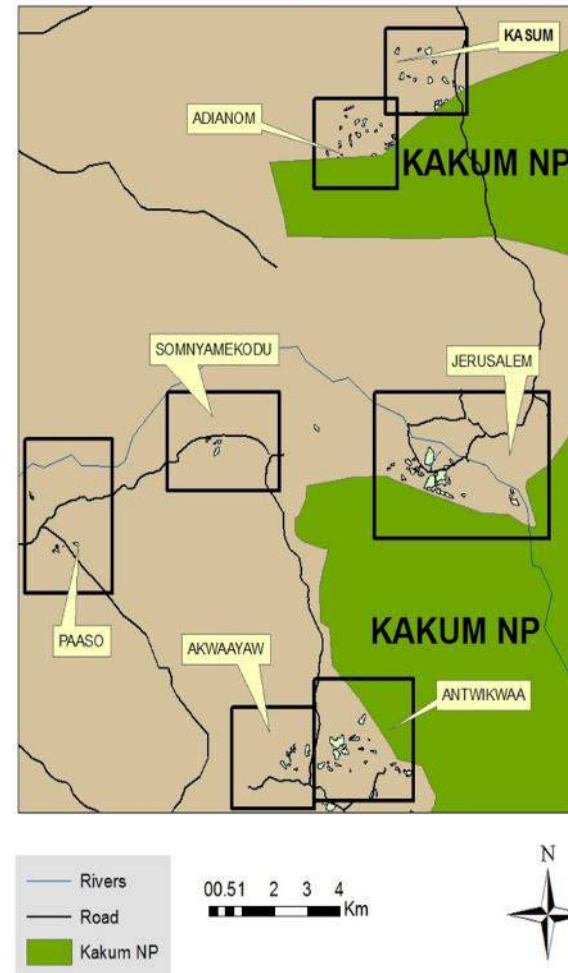 KASUM
ADIANOM
KAKUM NP
SOMNYAMEKODU
JERUSALEM
PAASO
KAKUM NP
AKWAAYAW
ANTWIKWAA
Rivers
Road
Kakum NP
00.51 2 3 4
Km
N